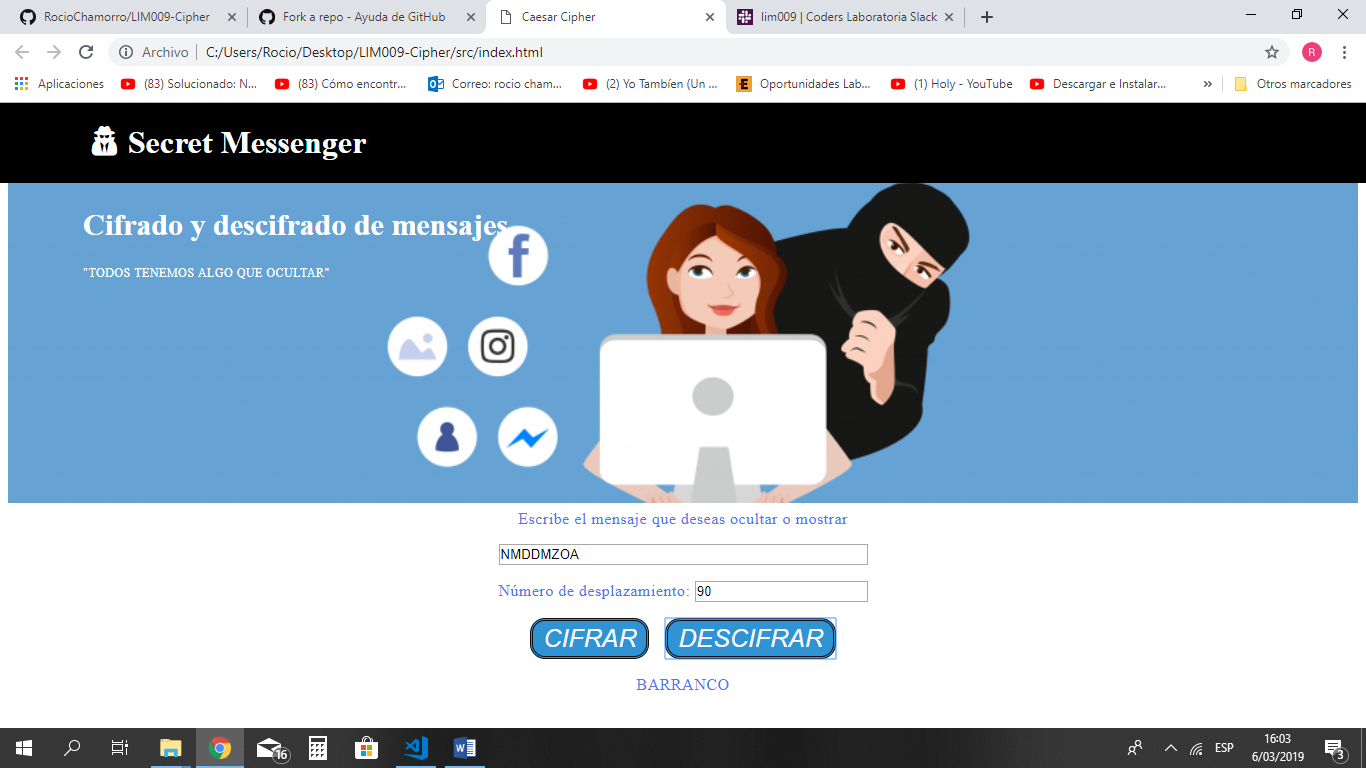 RocioChamorro/LIM009-Cipher
Fork a repo - Ayuda de GitHub
Caesar Cipher
lim009 | Coders Laboratoria Slack
Archivo
C:/Users/Rocio/Desktop/LIM009-Cipher/src/index.html
R
Aplicaciones
(83) Solucionado: N...
(83) Cómo encontr...
Correo: rocio cham...
(2) Yo Tambíen (Un ...
Oportunidades Lab...
(1) Holy - YouTube
Descargar e Instalar...
»
Otros marcadores
Secret Messenger
Cifrado y descifrado de mensajes
"TODOS TENEMOS ALGO QUE OCULTAR"
Escribe el mensaje que deseas ocultar o mostrar
NMDDMZOA
Número de desplazamiento: 90
CIFRAR DESCIFRAR
BARRANCO
16
ESP
16:03
6/03/2019
3